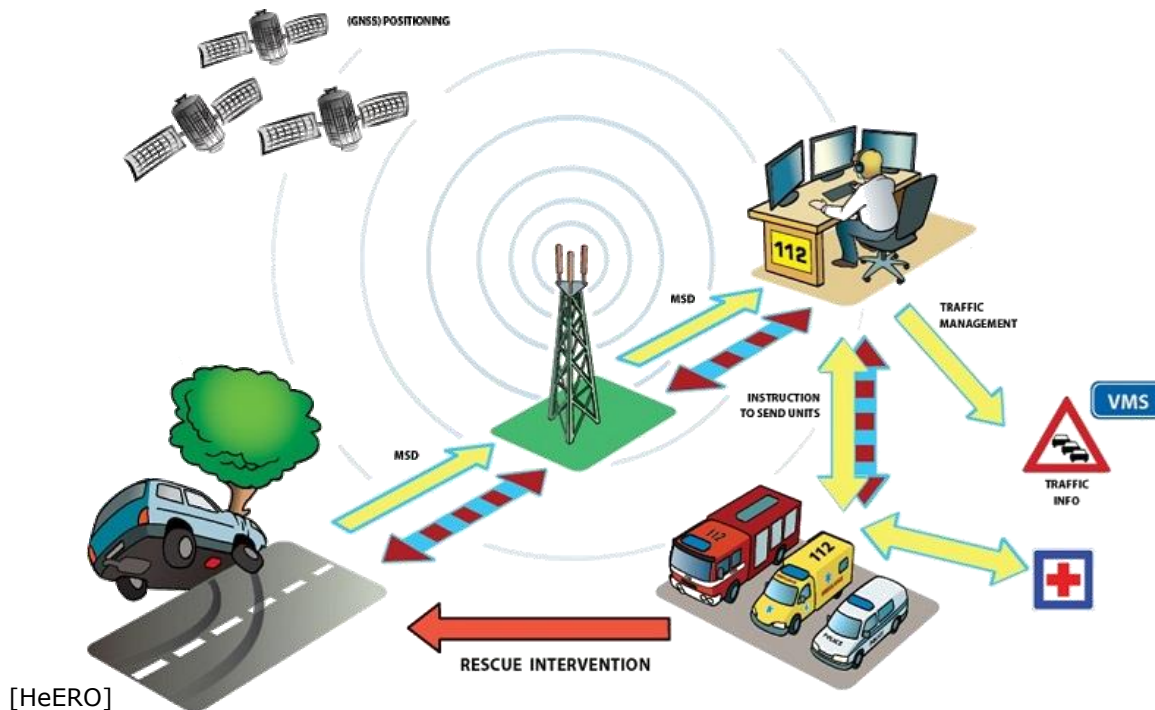 (GNSS) POSITIONING
112
MSD
TRAFFIC
MANAGEMENT
INSTRUCTION
TO SEND UNITS
VMS
MSD
TRAFFIC
INFO
112
112
POLICE
RESCUE INTERVENTION
[HeERO]